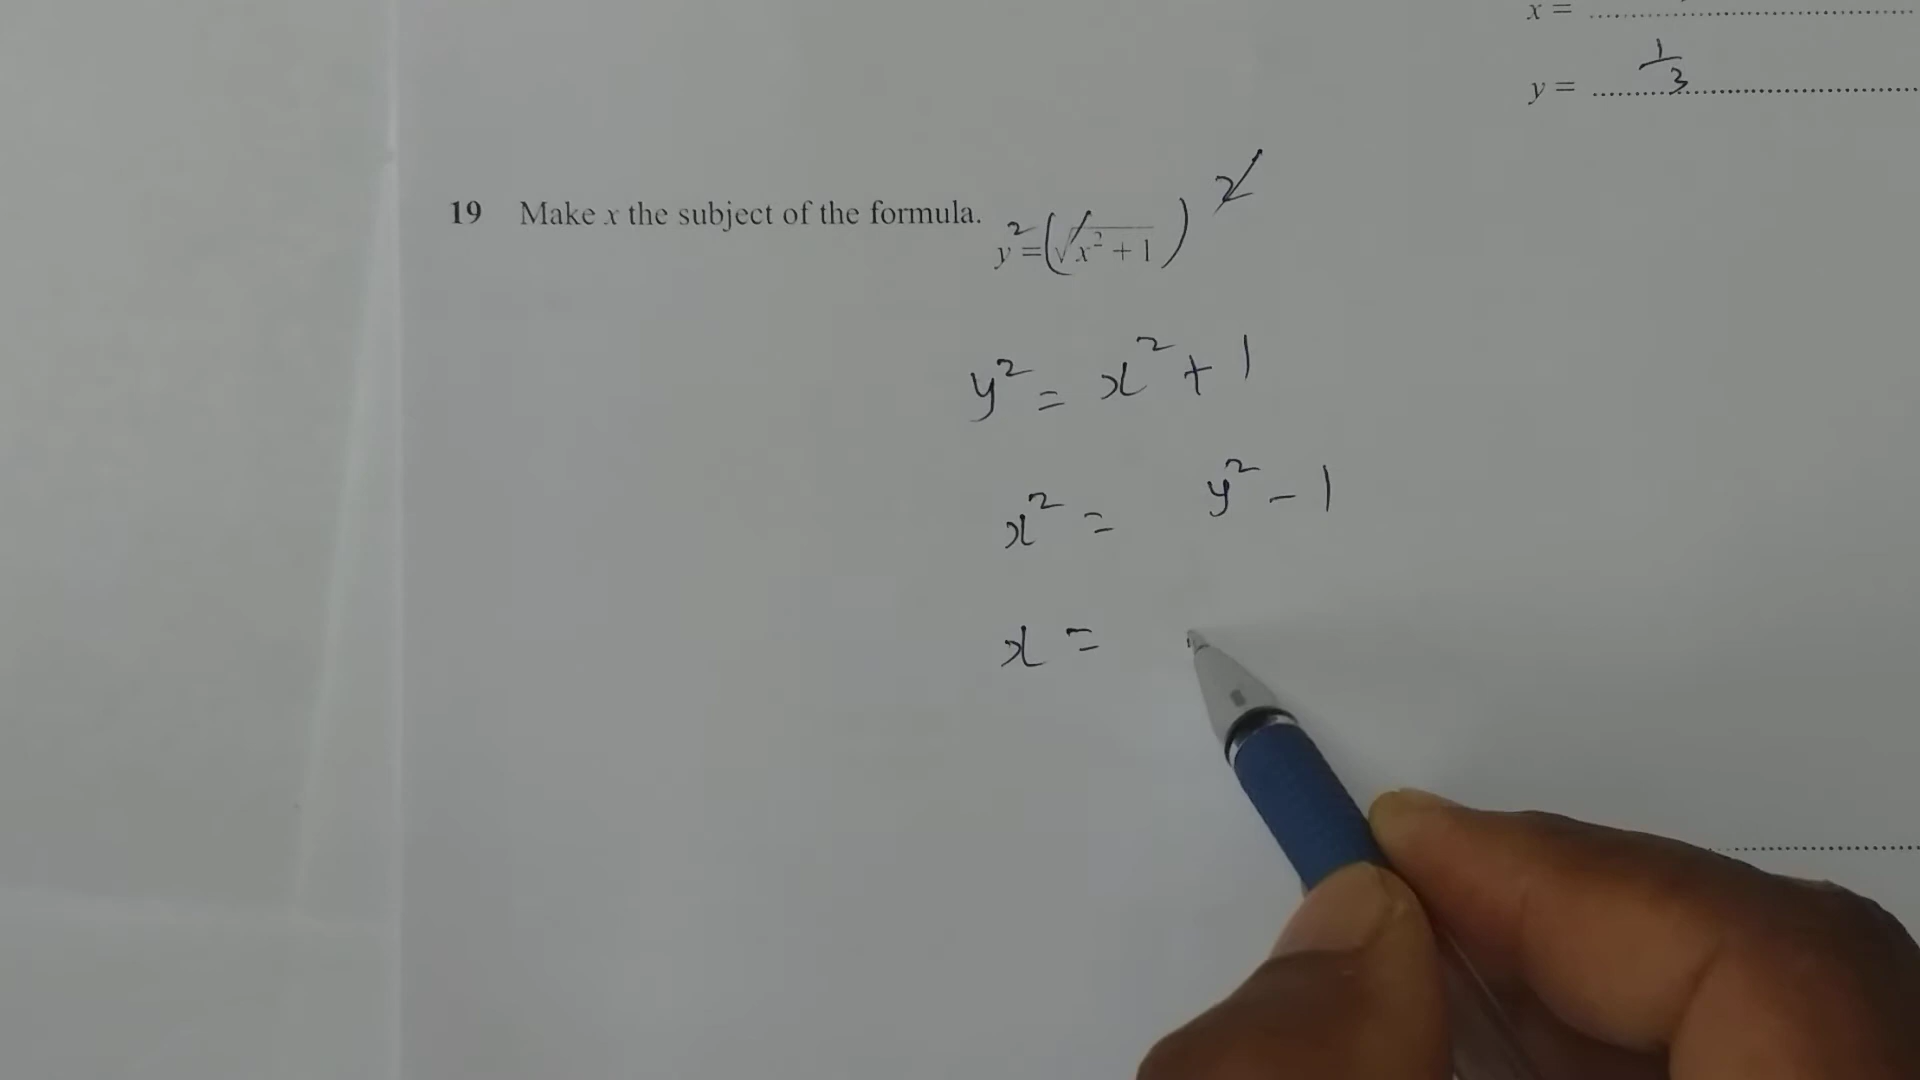 x = ....................
y = ....1/3....................
19 Make x the subject of the formula.
y² = (√x² + 1)²
y² = x² + 1
x² = y² - 1
x =